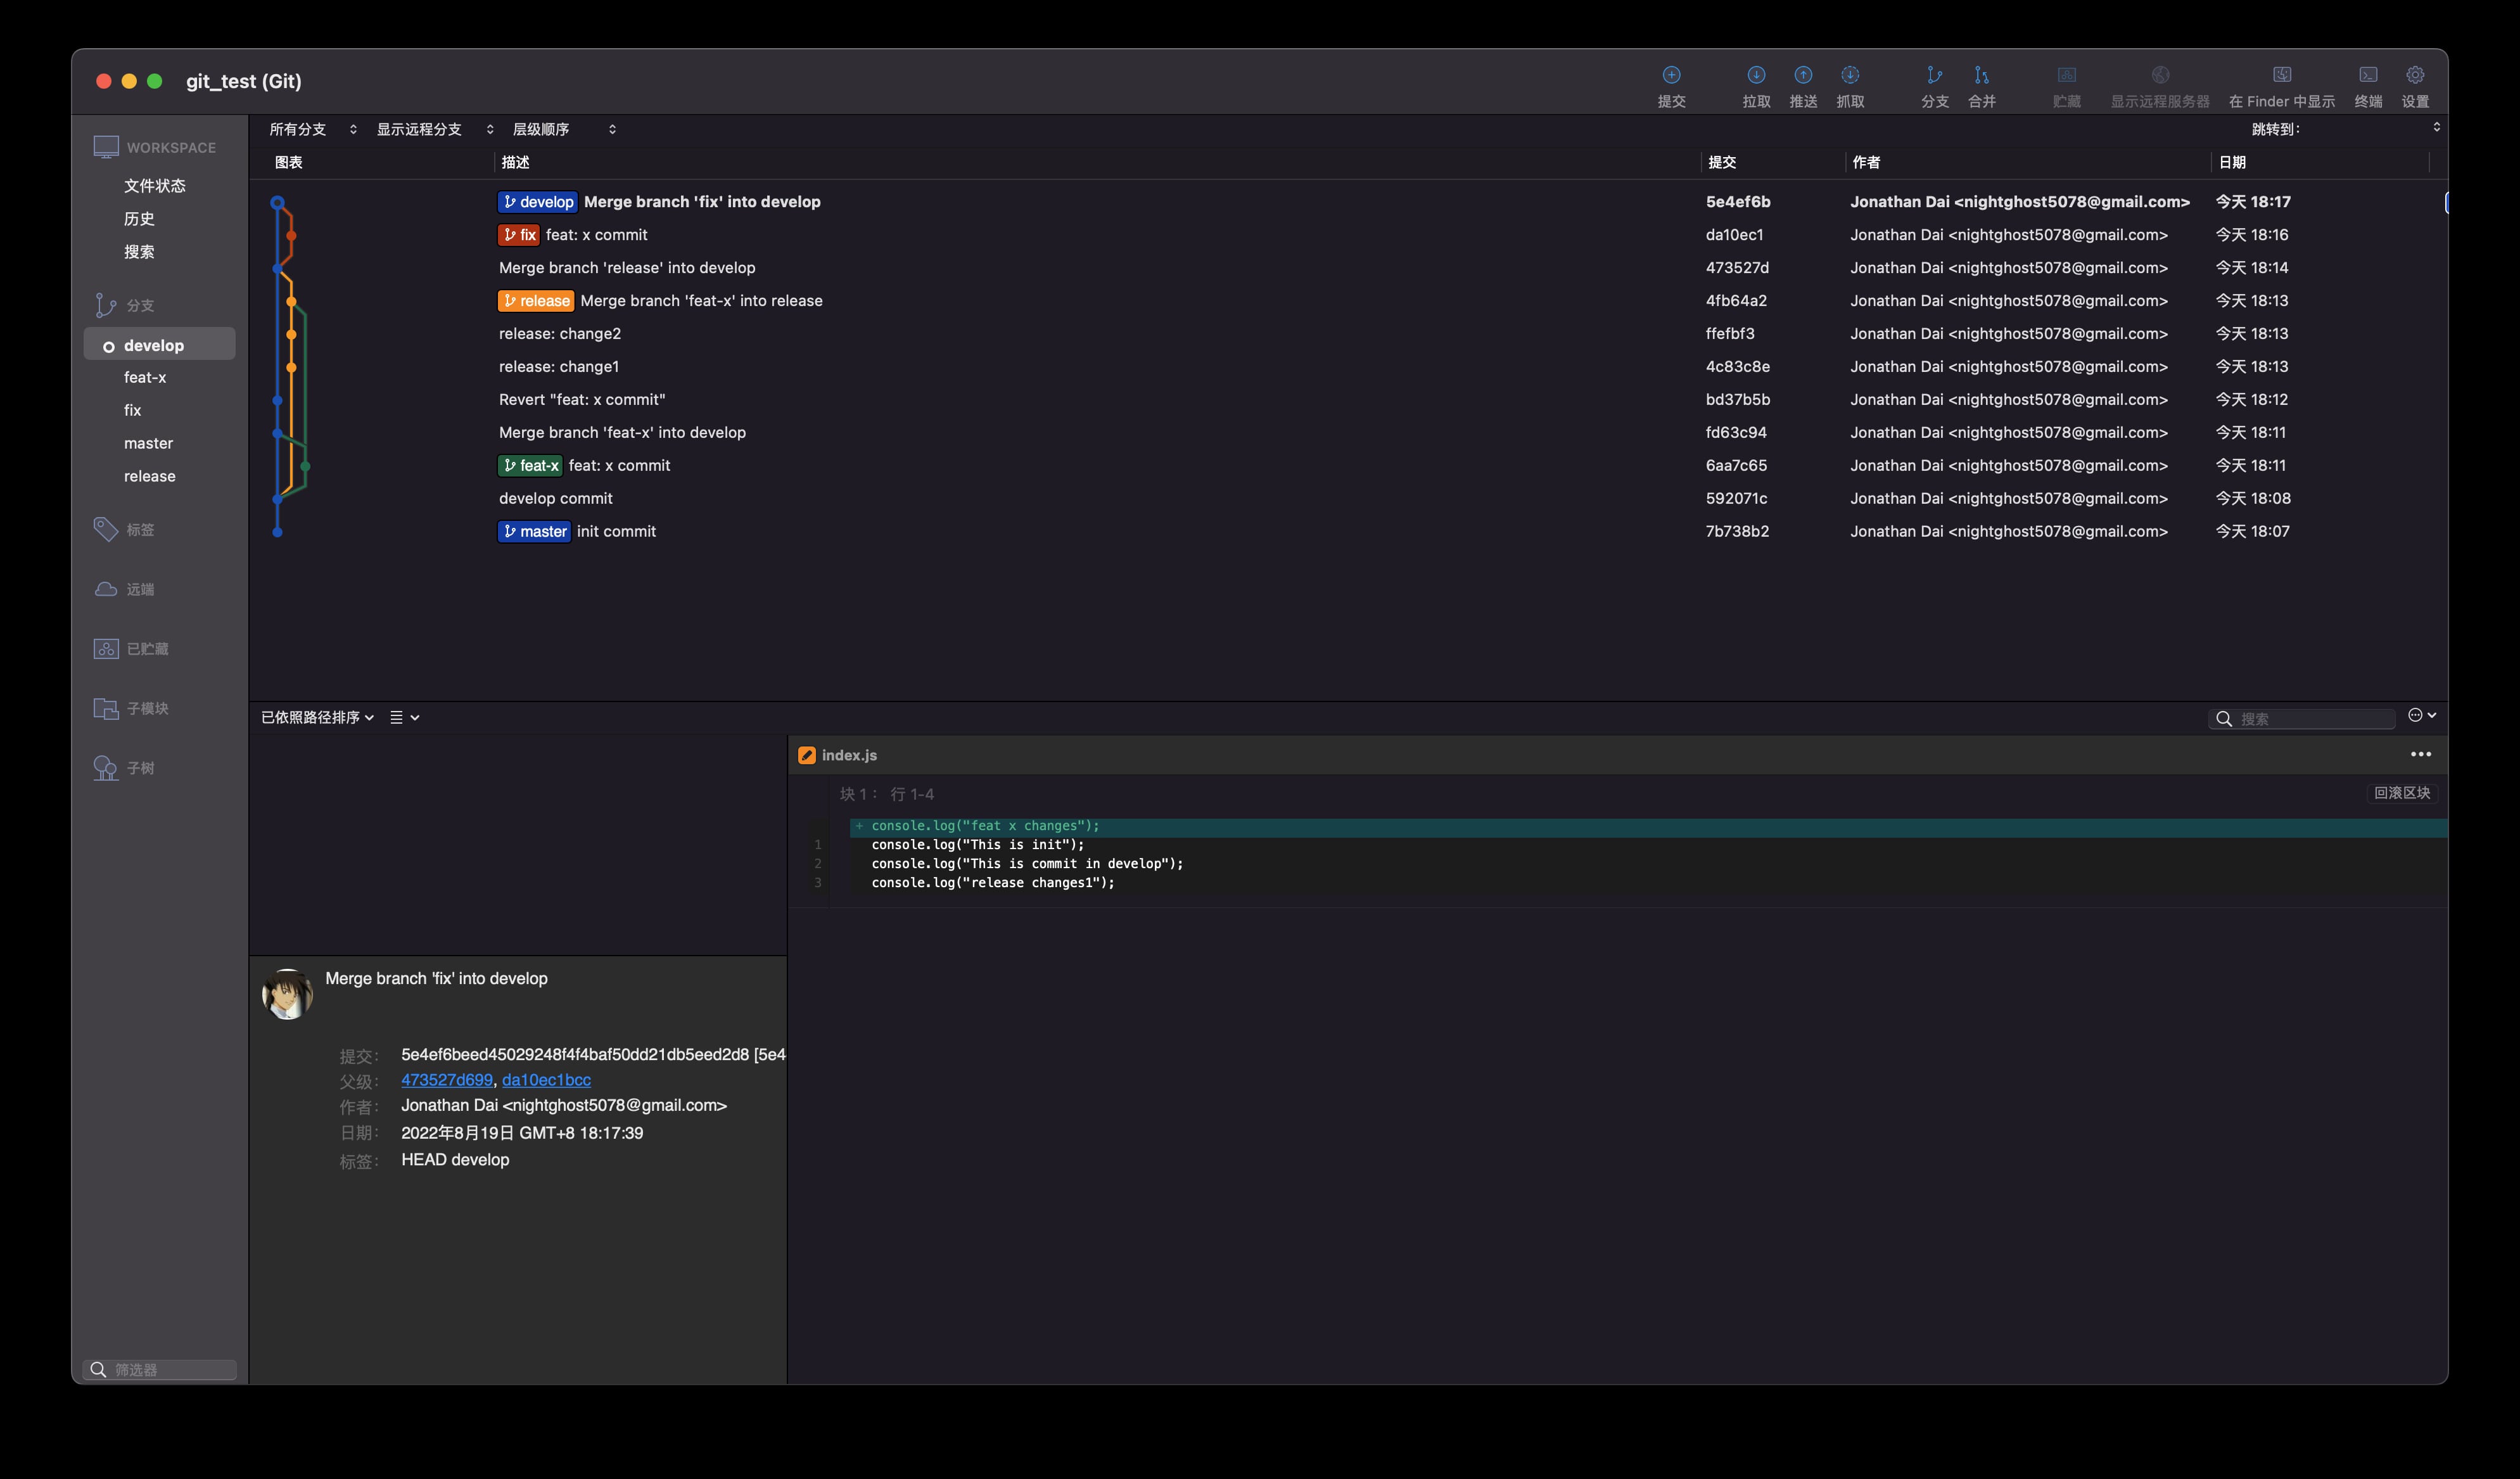 git_test (Git)
提交 拉取 推送 抓取 分支 合并 贮藏 显示远程服务器 在 Finder 中显示 终端 设置
WORKSPACE
文件状态
历史
搜索
分支
develop
feat-x
fix
master
release
标签
远端
已贮藏
子模块
子树
筛选器
所有分支 显示远程分支 层级顺序 跳转到：
图表 描述 提交 作者 日期
develop Merge branch 'fix' into develop 5e4ef6b Jonathan Dai <nightghost5078@gmail.com> 今天 18:17
fix feat: x commit da10ec1 Jonathan Dai <nightghost5078@gmail.com> 今天 18:16
Merge branch 'release' into develop 473527d Jonathan Dai <nightghost5078@gmail.com> 今天 18:14
release Merge branch 'feat-x' into release 4fb64a2 Jonathan Dai <nightghost5078@gmail.com> 今天 18:13
release: change2 ffefbf3 Jonathan Dai <nightghost5078@gmail.com> 今天 18:13
release: change1 4c83c8e Jonathan Dai <nightghost5078@gmail.com> 今天 18:13
Revert "feat: x commit" bd37b5b Jonathan Dai <nightghost5078@gmail.com> 今天 18:12
Merge branch 'feat-x' into develop fd63c94 Jonathan Dai <nightghost5078@gmail.com> 今天 18:11
feat-x feat: x commit 6aa7c65 Jonathan Dai <nightghost5078@gmail.com> 今天 18:11
develop commit 592071c Jonathan Dai <nightghost5078@gmail.com> 今天 18:08
master init commit 7b738b2 Jonathan Dai <nightghost5078@gmail.com> 今天 18:07
已依照路径排序 搜索
Merge branch 'fix' into develop
提交： 5e4ef6beed45029248f4f4baf50dd21db5eed2d8 [5e4
父级： 473527d699, da10ec1bcc
作者： Jonathan Dai <nightghost5078@gmail.com>
日期： 2022年8月19日 GMT+8 18:17:39
标签： HEAD develop
index.js
块 1： 行 1-4 回滚区块
+ console.log("feat x changes");
1 console.log("This is init");
2 console.log("This is commit in develop");
3 console.log("release changes1");